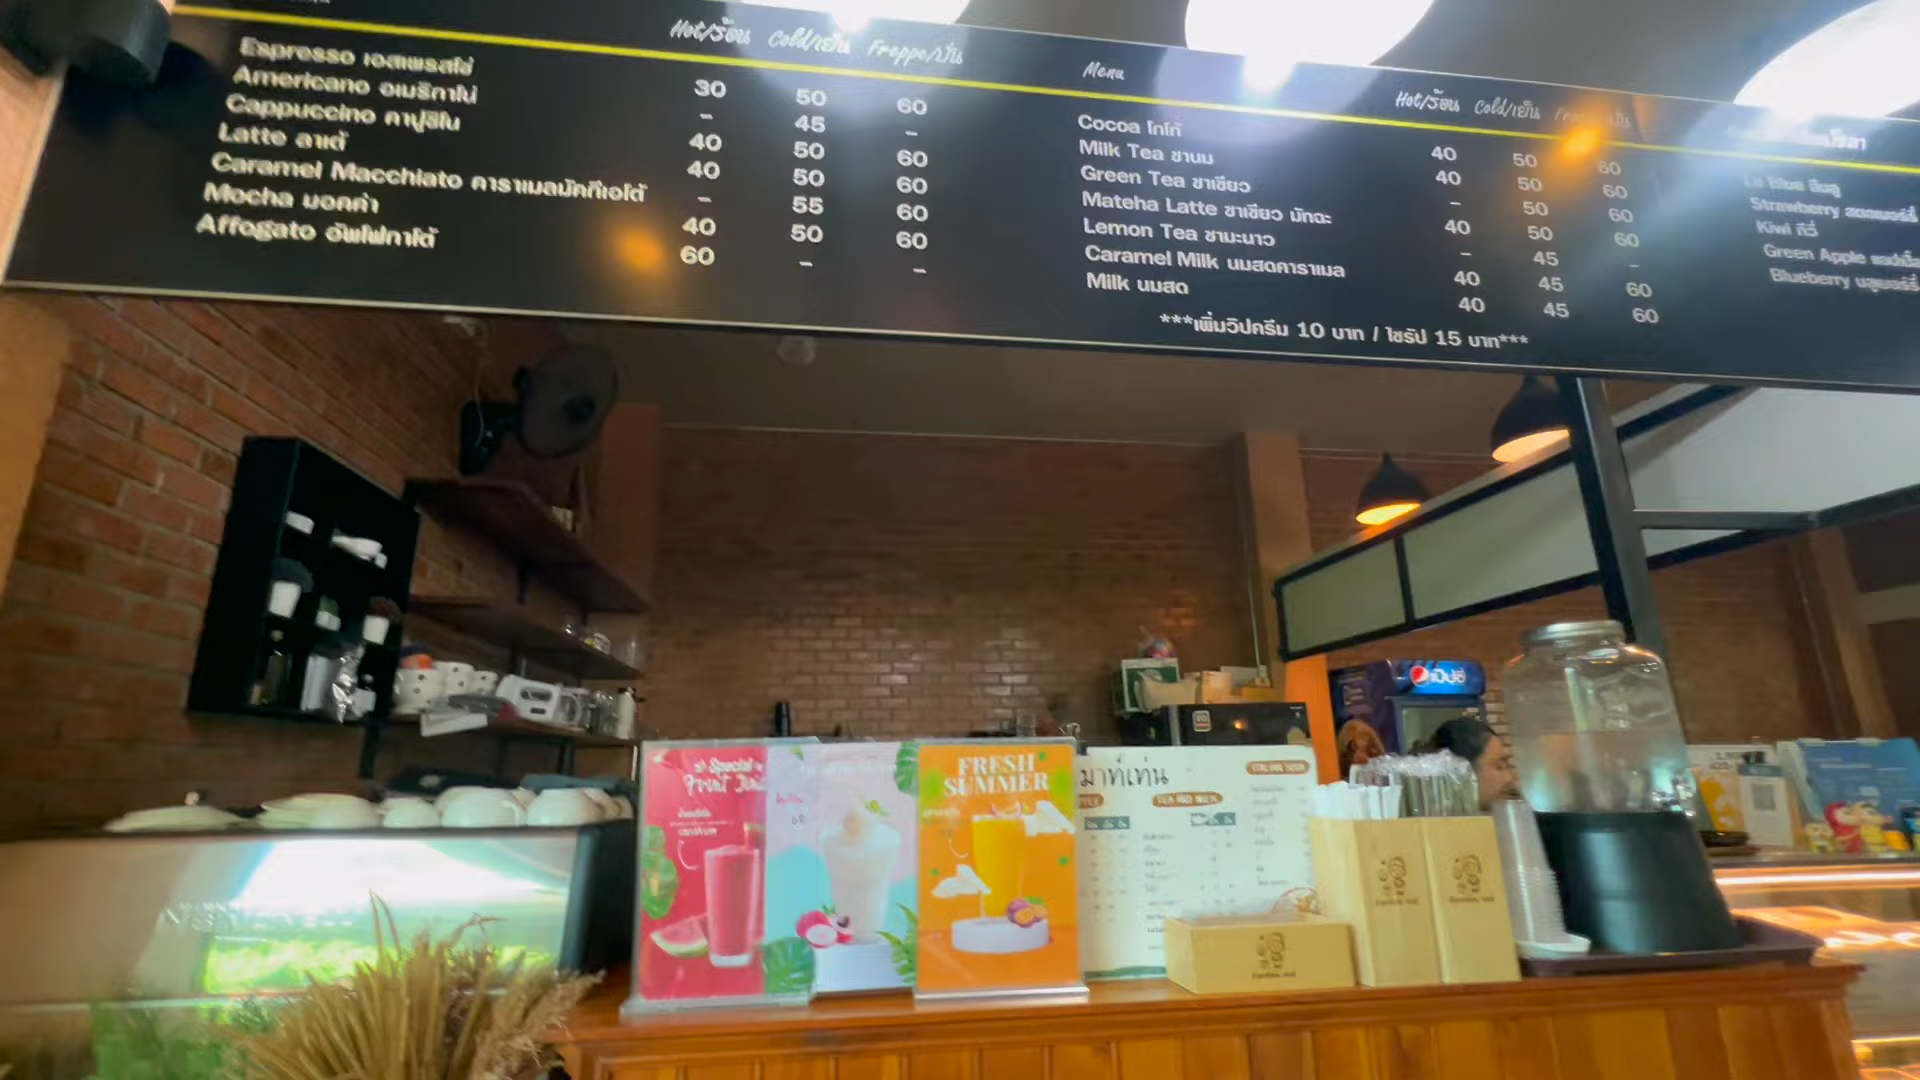 Hot/ร้อน Cold/เย็น Freppe/ปั่น
Espresso เอสเพรสโซ่ 30 50 60
Americano อเมริกาโน่ - 45 -
Cappuccino คาปูชิโน 40 50 60
Latte ลาเต้ 40 50 60
Caramel Macchiato คาราเมลมัคคิเอโต้ - 55 60
Mocha มอคค่า 40 50 60
Affogato อัฟโฟกาโต้ 60 - -
Menu Hot/ร้อน Cold/เย็น
Cocoa โกโก้ 40 50 60
Milk Tea ชานม 40 50 60
Green Tea ชาเขียว - 50 60
Mateha Latte ชาเขียว มัทฉะ 40 50 60
Lemon Tea ชามะนาว - 45 -
Caramel Milk นมสดคาราเมล 40 45 60
Milk นมสด 40 45 60
***เพิ่มวิปครีม 10 บาท / ไซรัป 15 บาท***
Blue
Strawberry สตอเบอร์รี่
Kiwi กีวี่
Green Apple
Blueberry บลูเบอร์รี่
เป๊ปซี่
Special
Fruit
FRESH
SUMMER
มาท์เท่น
ITALIAN SODA
TEA AND MILK